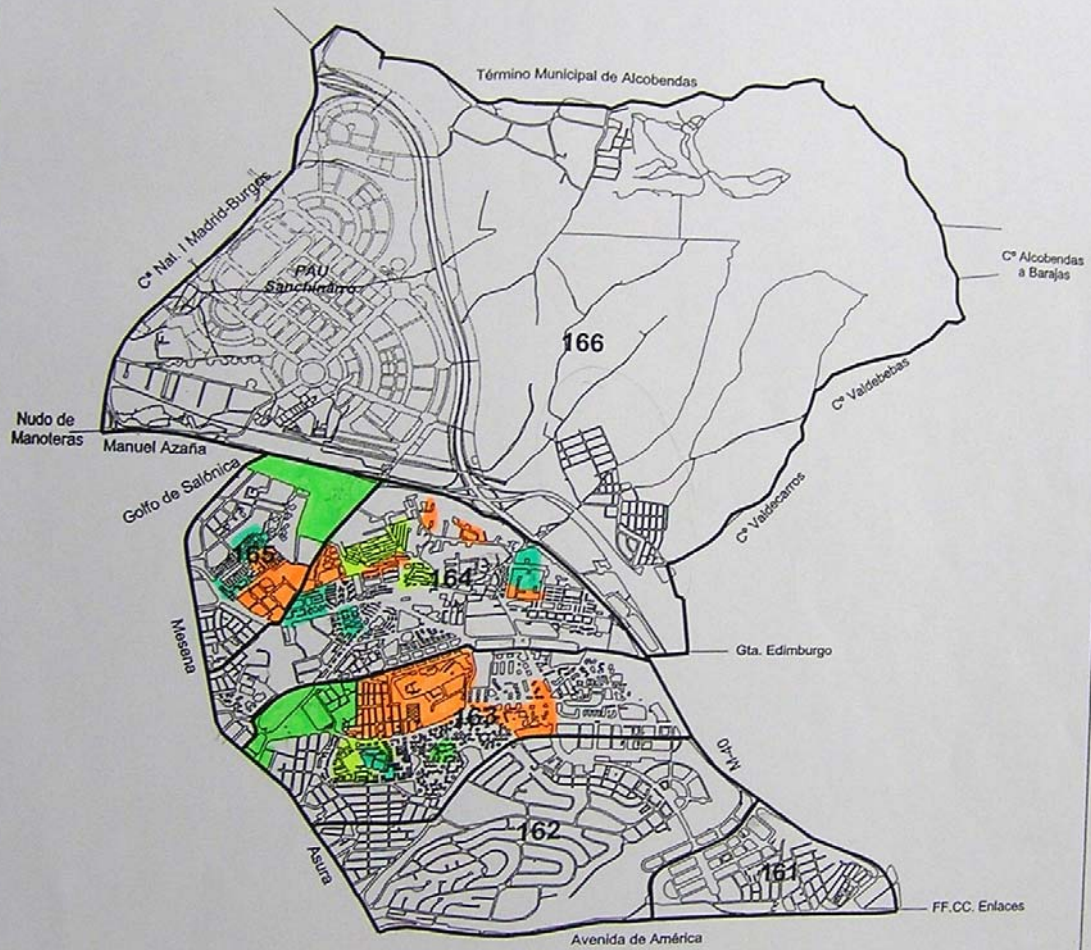 Término Municipal de Alcobendas
Cª Nal. I Madrid-Burgos
PAU
Sanchinarro
Cº Alcobendas
a Barajas
166
Cº Valdebebas
Nudo de
Manoteras
Manuel Azaña
Golfo de Salónica
Cº Valdecarros
165
164
Mesena
Gta. Edimburgo
163
M-40
162
Asura
161
FF.CC. Enlaces
Avenida de América